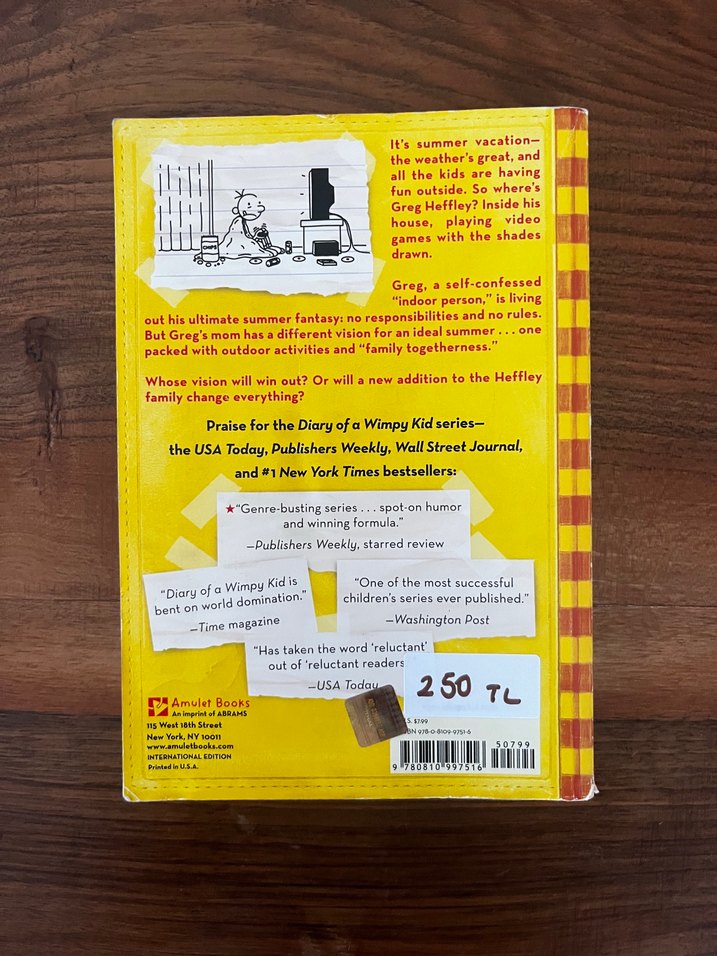 It's summer vacation—
the weather's great, and
all the kids are having
fun outside. So where's
Greg Heffley? Inside his
house, playing video
games with the shades
drawn.
CHIPS
Greg, a self-confessed
"indoor person," is living
out his ultimate summer fantasy: no responsibilities and no rules.
But Greg's mom has a different vision for an ideal summer . . . one
packed with outdoor activities and "family togetherness."
Whose vision will win out? Or will a new addition to the Heffley
family change everything?
Praise for the Diary of a Wimpy Kid series—
the USA Today, Publishers Weekly, Wall Street Journal,
and #1 New York Times bestsellers:
★"Genre-busting series . . . spot-on humor
and winning formula."
—Publishers Weekly, starred review
"Diary of a Wimpy Kid is
bent on world domination."
—Time magazine
"One of the most successful
children's series ever published."
—Washington Post
"Has taken the word 'reluctant'
out of 'reluctant readers
—USA Today
250 TL
Amulet Books
An imprint of ABRAMS
115 West 18th Street
New York, NY 10011
www.amuletbooks.com
INTERNATIONAL EDITION
Printed in U.S.A.
.S. $7.99
BN 978-0-8109-9751-6
50799
9 780810 997516